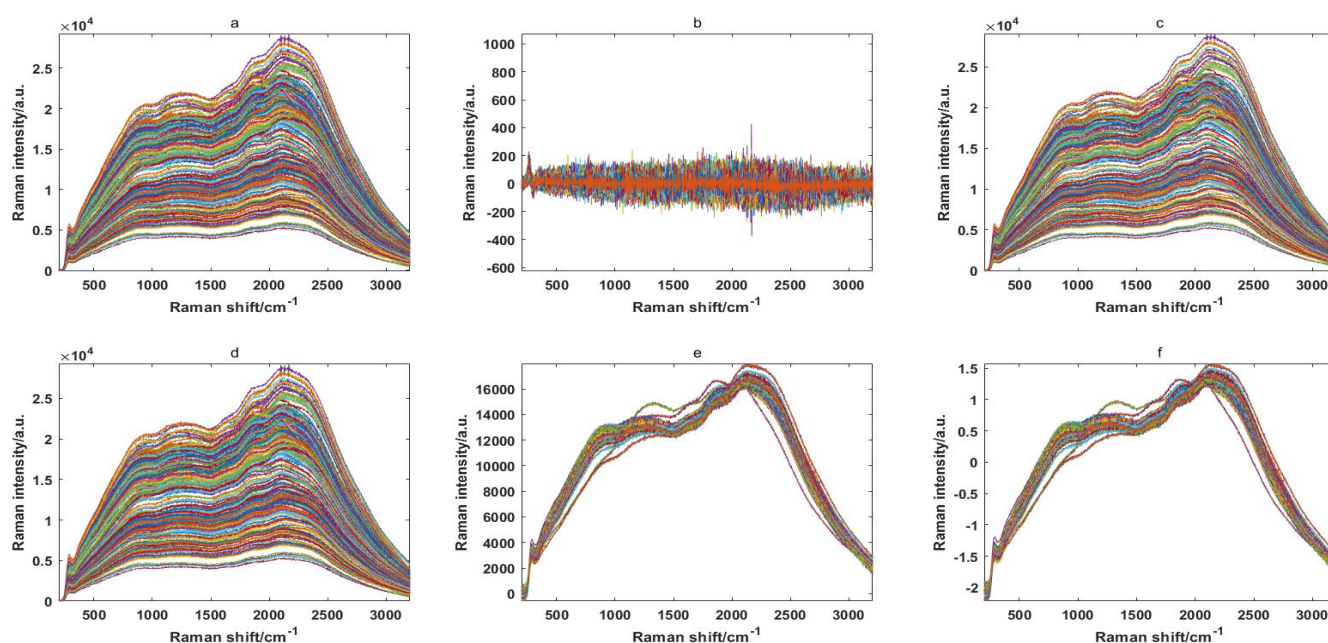 a
×10⁴
Raman intensity/a.u.
2.5
2
1.5
1
0.5
0
500 1000 1500 2000 2500 3000
Raman shift/cm⁻¹
b
Raman intensity/a.u.
1000
800
600
400
200
0
-200
-400
-600
500 1000 1500 2000 2500 3000
Raman shift/cm⁻¹
c
×10⁴
Raman intensity/a.u.
2.5
2
1.5
1
0.5
0
500 1000 1500 2000 2500 3000
Raman shift/cm⁻¹
d
×10⁴
Raman intensity/a.u.
2.5
2
1.5
1
0.5
0
500 1000 1500 2000 2500 3000
Raman shift/cm⁻¹
e
Raman intensity/a.u.
16000
14000
12000
10000
8000
6000
4000
2000
0
500 1000 1500 2000 2500 3000
Raman shift/cm⁻¹
f
Raman intensity/a.u.
1.5
1
0.5
0
-0.5
-1
-1.5
-2
500 1000 1500 2000 2500 3000
Raman shift/cm⁻¹